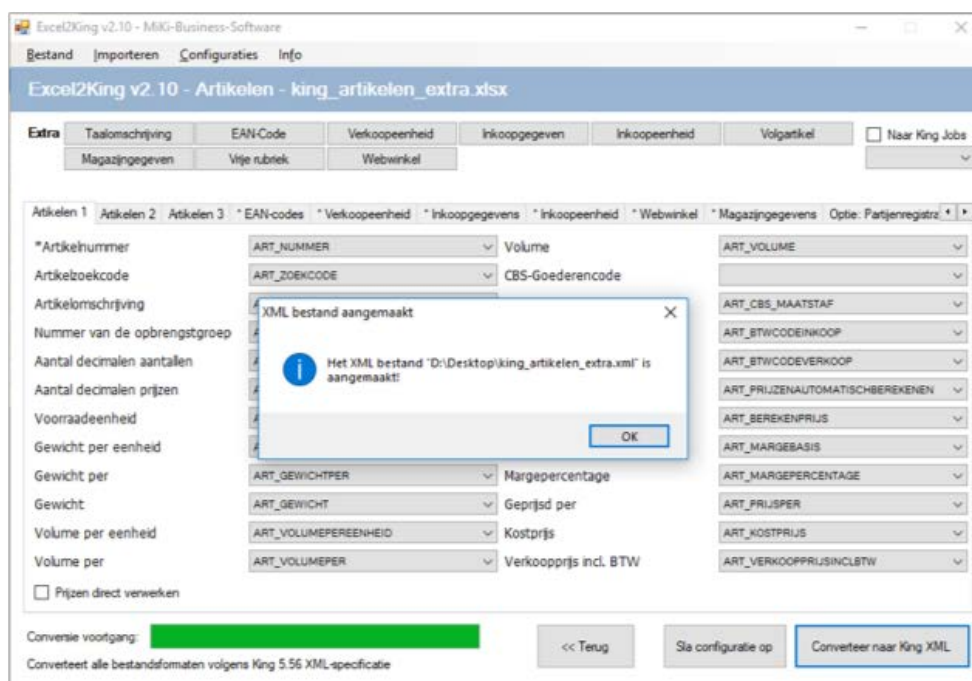 Excel2King v2.10 - MiKi-Business-Software
Bestand Importeren Configuraties Info
Excel2King v2.10 - Artikelen - king_artikelen_extra.xlsx
Extra Taalomschrijving EAN-Code Verkoopeenheid Inkoopgegeven Inkoopeenheid Volgartikel Naar King Jobs
Magazijngegeven Vrije rubriek Webwinkel
Artikelen 1 Artikelen 2 Artikelen 3 * EAN-codes * Verkoopeenheid * Inkoopgegevens * Inkoopeenheid * Webwinkel * Magazijngegevens Optie: Partijenregistra
*Artikelnummer ART_NUMMER Volume ART_VOLUME
Artikelzoekcode ART_ZOEKCODE CBS-Goederencode
Artikelomschrijving ART_CBS_MAATSTAF
Nummer van de opbrengstgroep ART_BTWCODEINKOOP
Aantal decimalen aantallen ART_BTWCODEVERKOOP
Aantal decimalen prijzen ART_PRIJZENAUTOMATISCHBEREKENEN
Voorraadeenheid ART_BEREKENPRIJS
Gewicht per eenheid ART_MARGEBASIS
XML bestand aangemaakt
Het XML bestand "D:\Desktop\king_artikelen_extra.xml" is
aangemaakt!
OK
Gewicht per ART_GEWICHTPER Margepercentage ART_MARGEPERCENTAGE
Gewicht ART_GEWICHT Geprijsd per ART_PRIJSPER
Volume per eenheid ART_VOLUMEPEREENHEID Kostprijs ART_KOSTPRIJS
Volume per ART_VOLUMEPER Verkoopprijs incl. BTW ART_VERKOOPPRIJSINCLBTW
Prijzen direct verwerken
Conversie voortgang: << Terug Sla configuratie op Converteer naar King XML
Converteert alle bestandsformaten volgens King 5.56 XML-specificatie